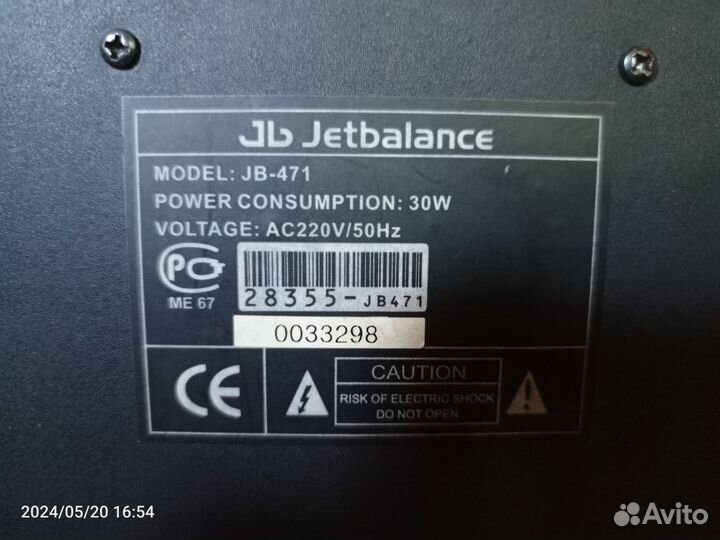 Jb Jetbalance
MODEL: JB-471
POWER CONSUMPTION: 30W
VOLTAGE: AC220V/50Hz
РС
ME 67
28355-JB471
0033298
CE
CAUTION
RISK OF ELECTRIC SHOCK
DO NOT OPEN
2024/05/20 16:54
Avito